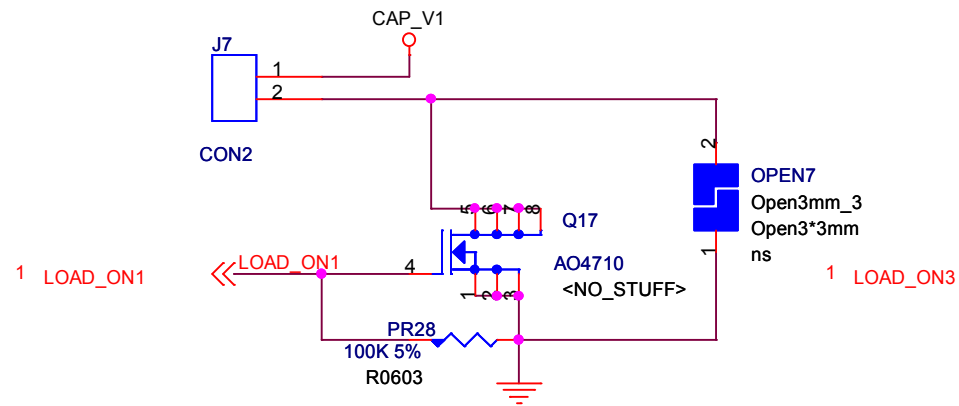 CAP_V1
J7
1
2
CON2
2
OPEN7
Open3mm_3
Open3*3mm
ns
1
5 6 7 8
Q17
AO4710
<NO_STUFF>
4
1 2 3
LOAD_ON1
1 LOAD_ON1
1 LOAD_ON3
PR28
100K 5%
R0603